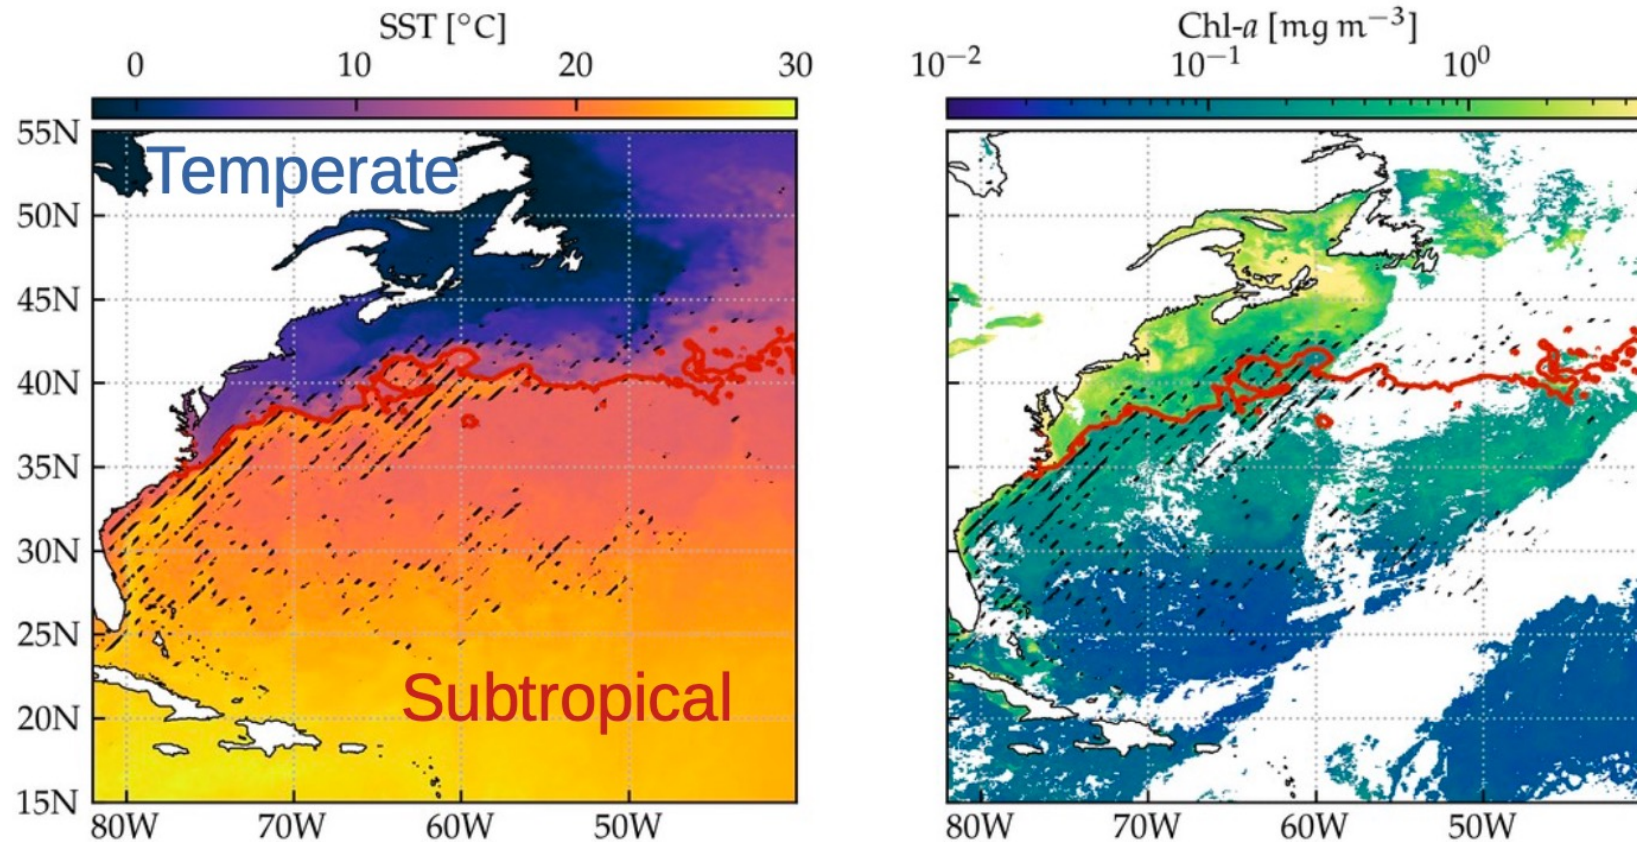 SST [°C]
0 10 20 30
55N
50N
45N
40N
35N
30N
25N
20N
15N
Temperate
Subtropical
80W 70W 60W 50W
Chl-a [mg m⁻³]
10⁻² 10⁻¹ 10⁰
80W 70W 60W 50W